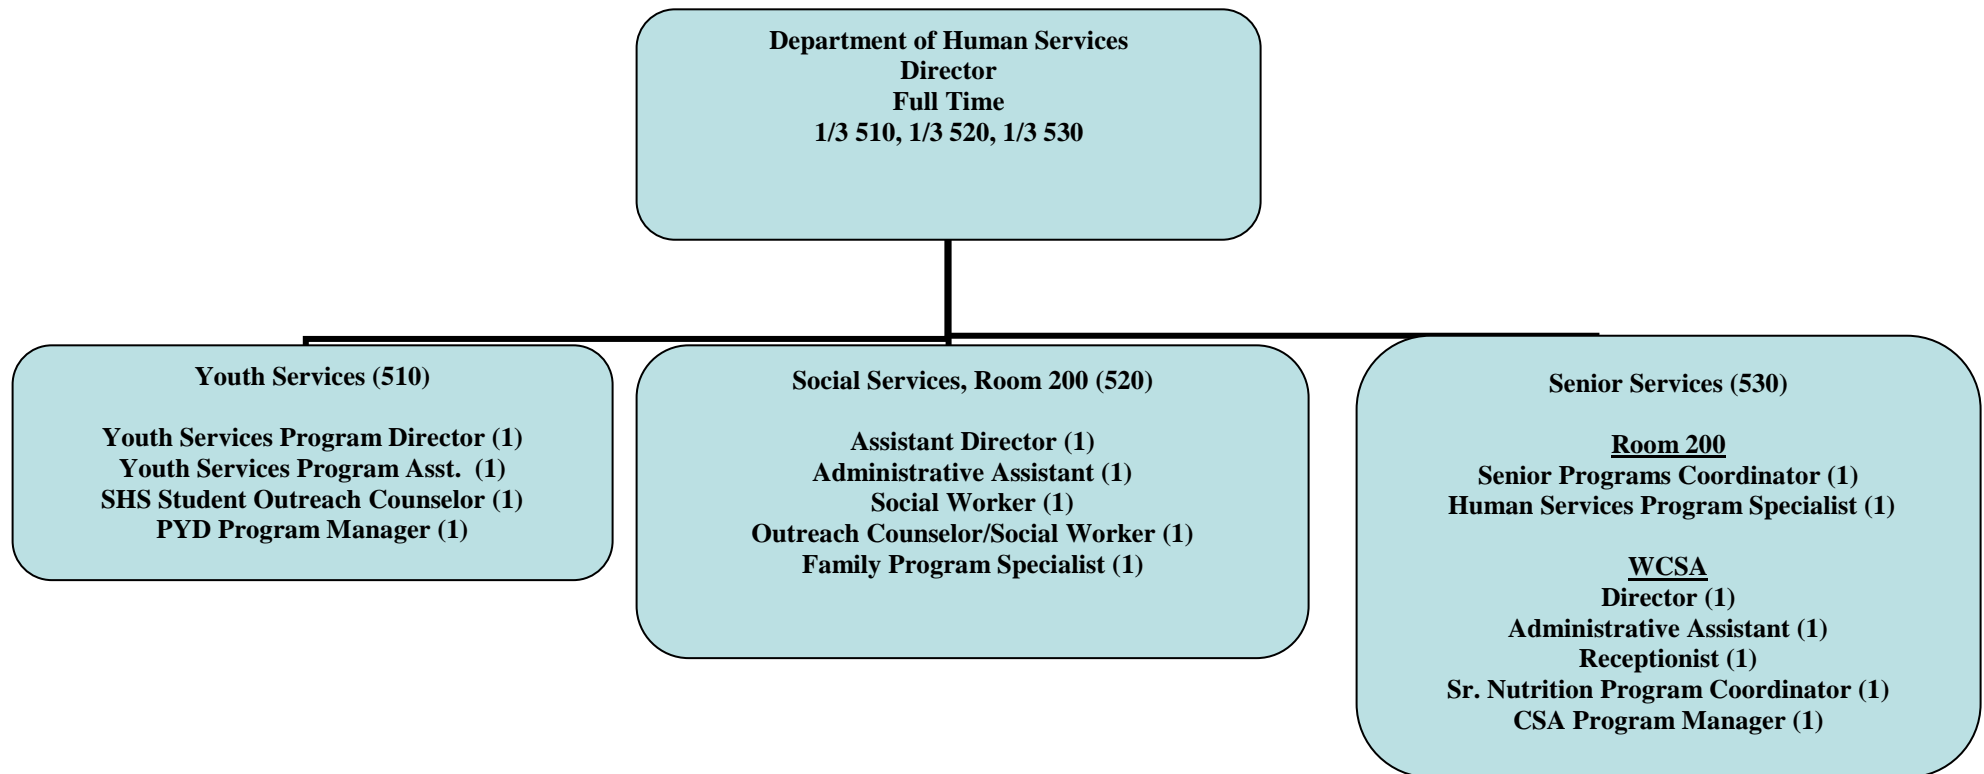 Department of Human Services
Director
Full Time
1/3 510, 1/3 520, 1/3 530
Youth Services (510)
Youth Services Program Director (1)
Youth Services Program Asst. (1)
SHS Student Outreach Counselor (1)
PYD Program Manager (1)
Social Services, Room 200 (520)
Assistant Director (1)
Administrative Assistant (1)
Social Worker (1)
Outreach Counselor/Social Worker (1)
Family Program Specialist (1)
Senior Services (530)
Room 200
Senior Programs Coordinator (1)
Human Services Program Specialist (1)
WCSA
Director (1)
Administrative Assistant (1)
Receptionist (1)
Sr. Nutrition Program Coordinator (1)
CSA Program Manager (1)